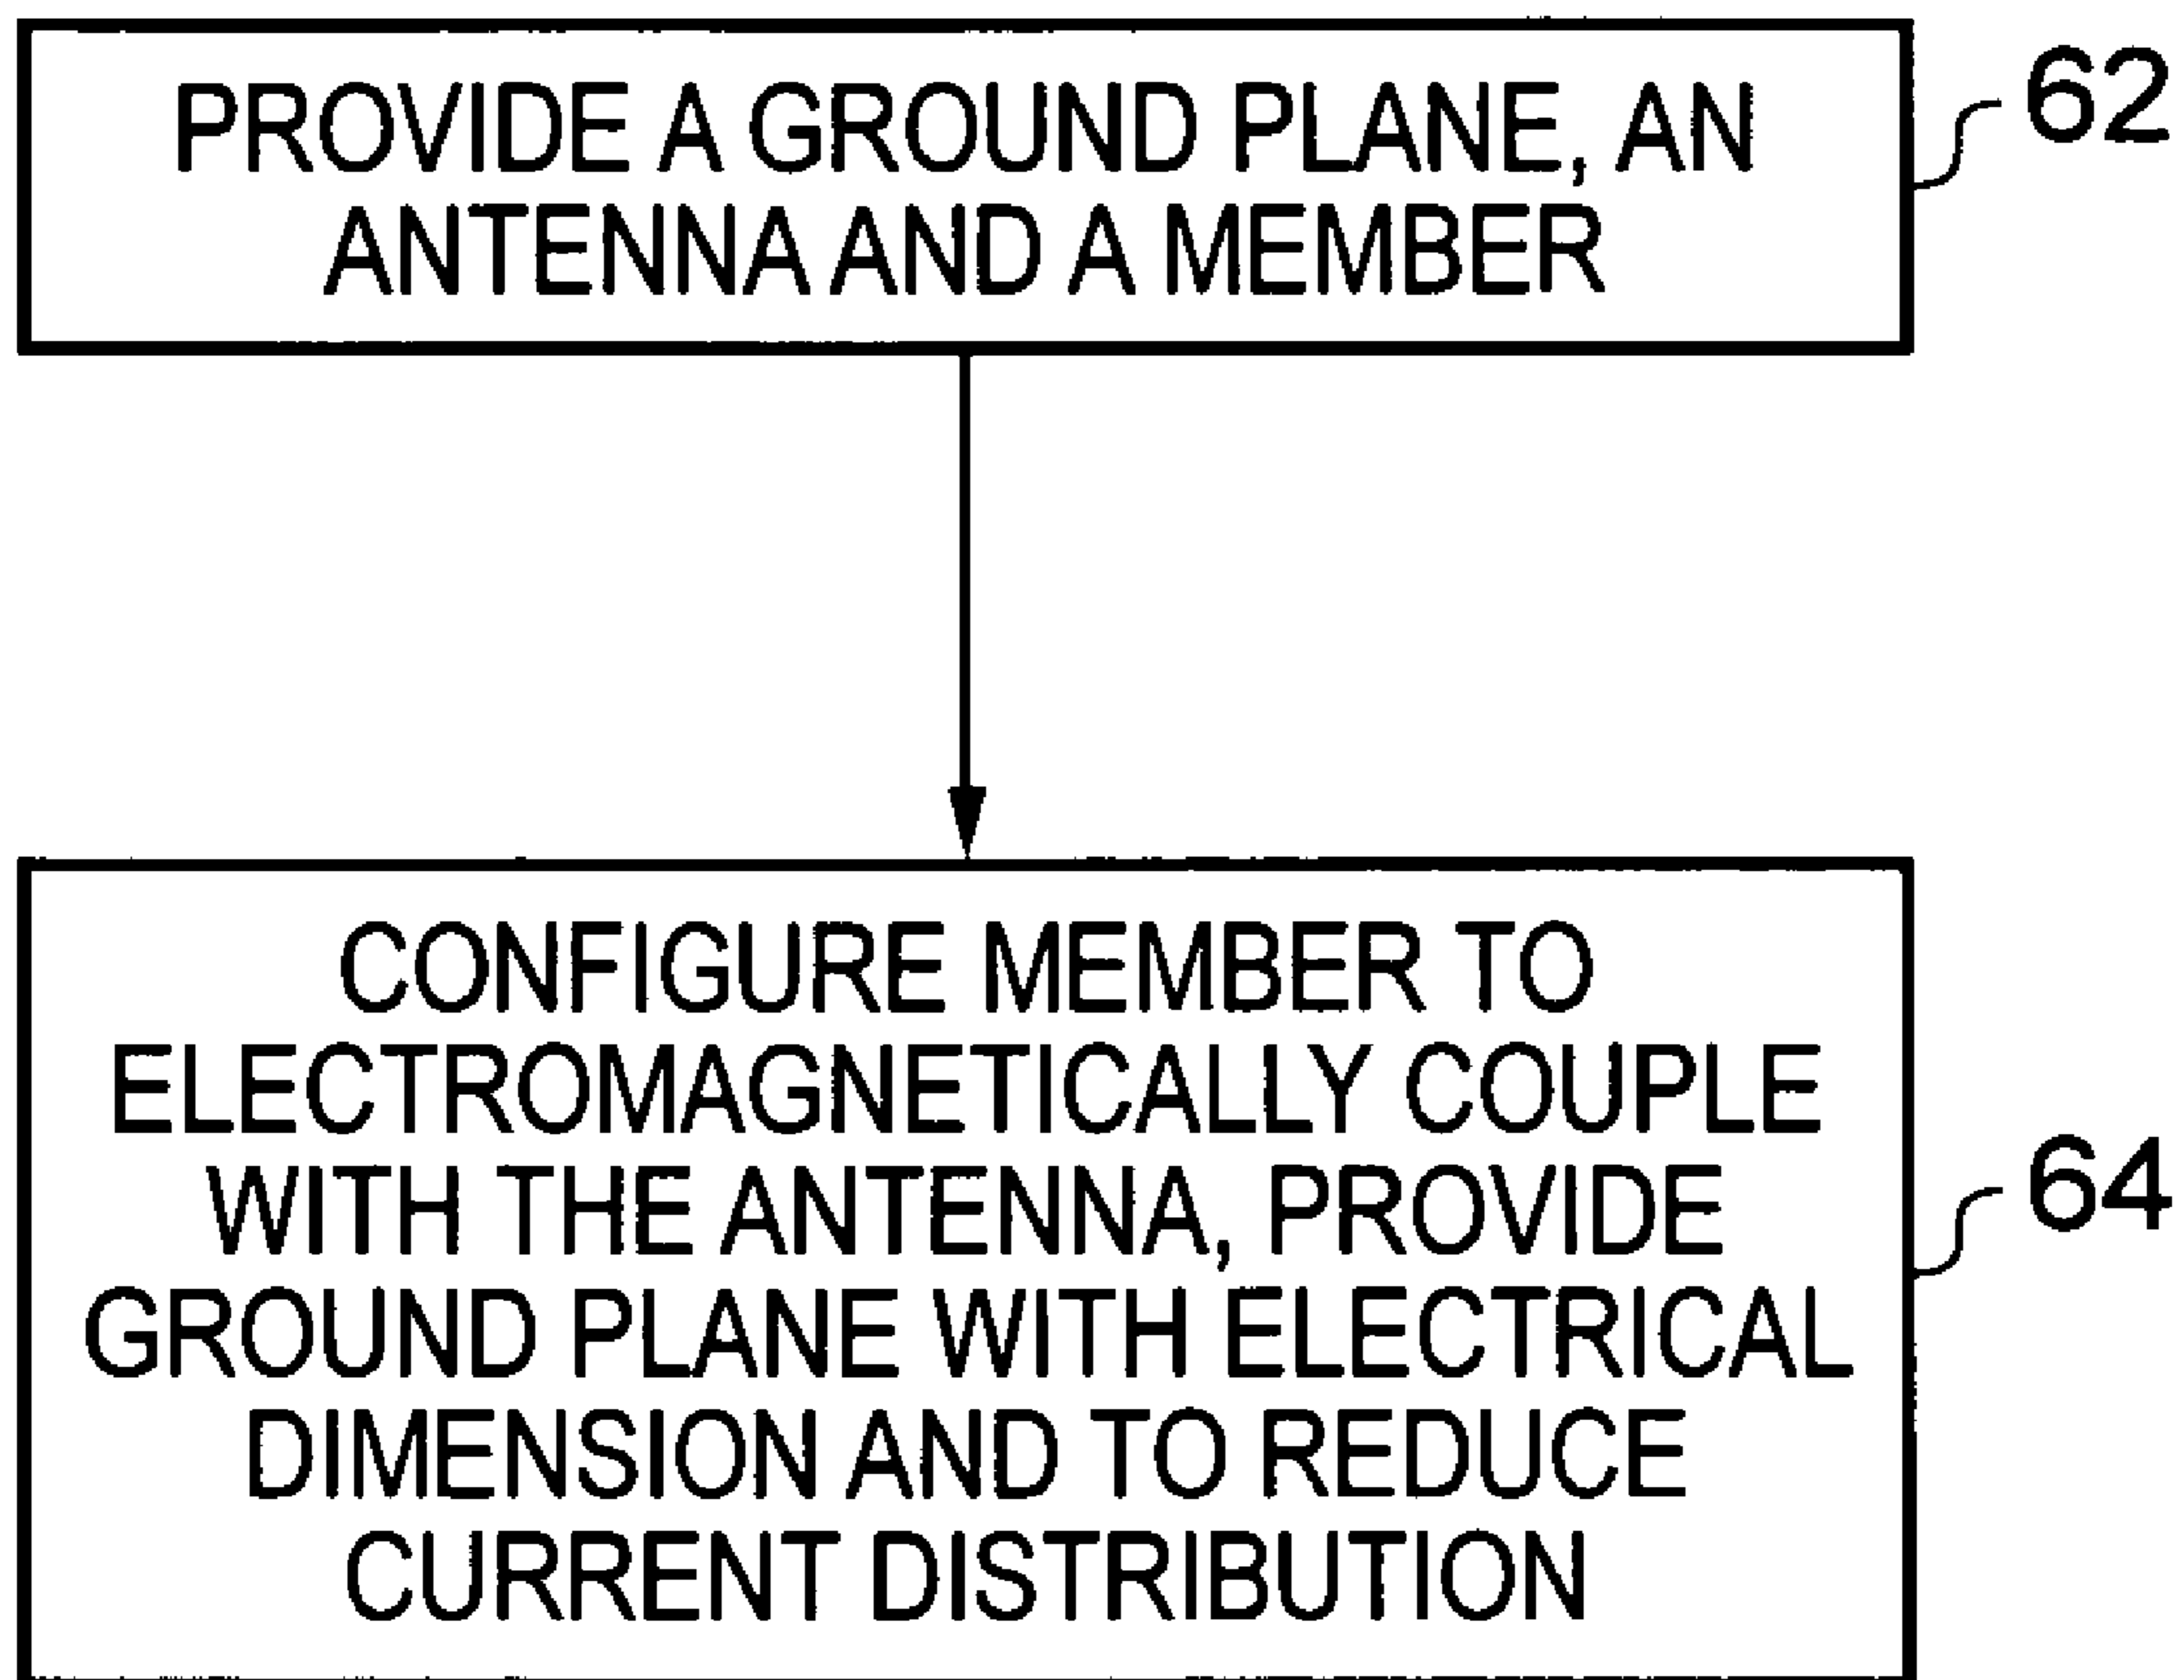 PROVIDE A GROUND PLANE, AN
ANTENNA AND A MEMBER
62
CONFIGURE MEMBER TO
ELECTROMAGNETICALLY COUPLE
WITH THE ANTENNA, PROVIDE
GROUND PLANE WITH ELECTRICAL
DIMENSION AND TO REDUCE
CURRENT DISTRIBUTION
64